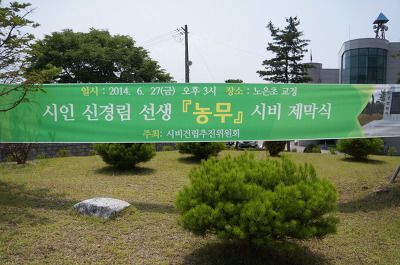 일시 : 2014. 6. 27(금) 오후 3시 장소 : 노은초 교정
시인 신경림 선생 『농무』 시비 제막식
주최 : 시비건립추진위원회